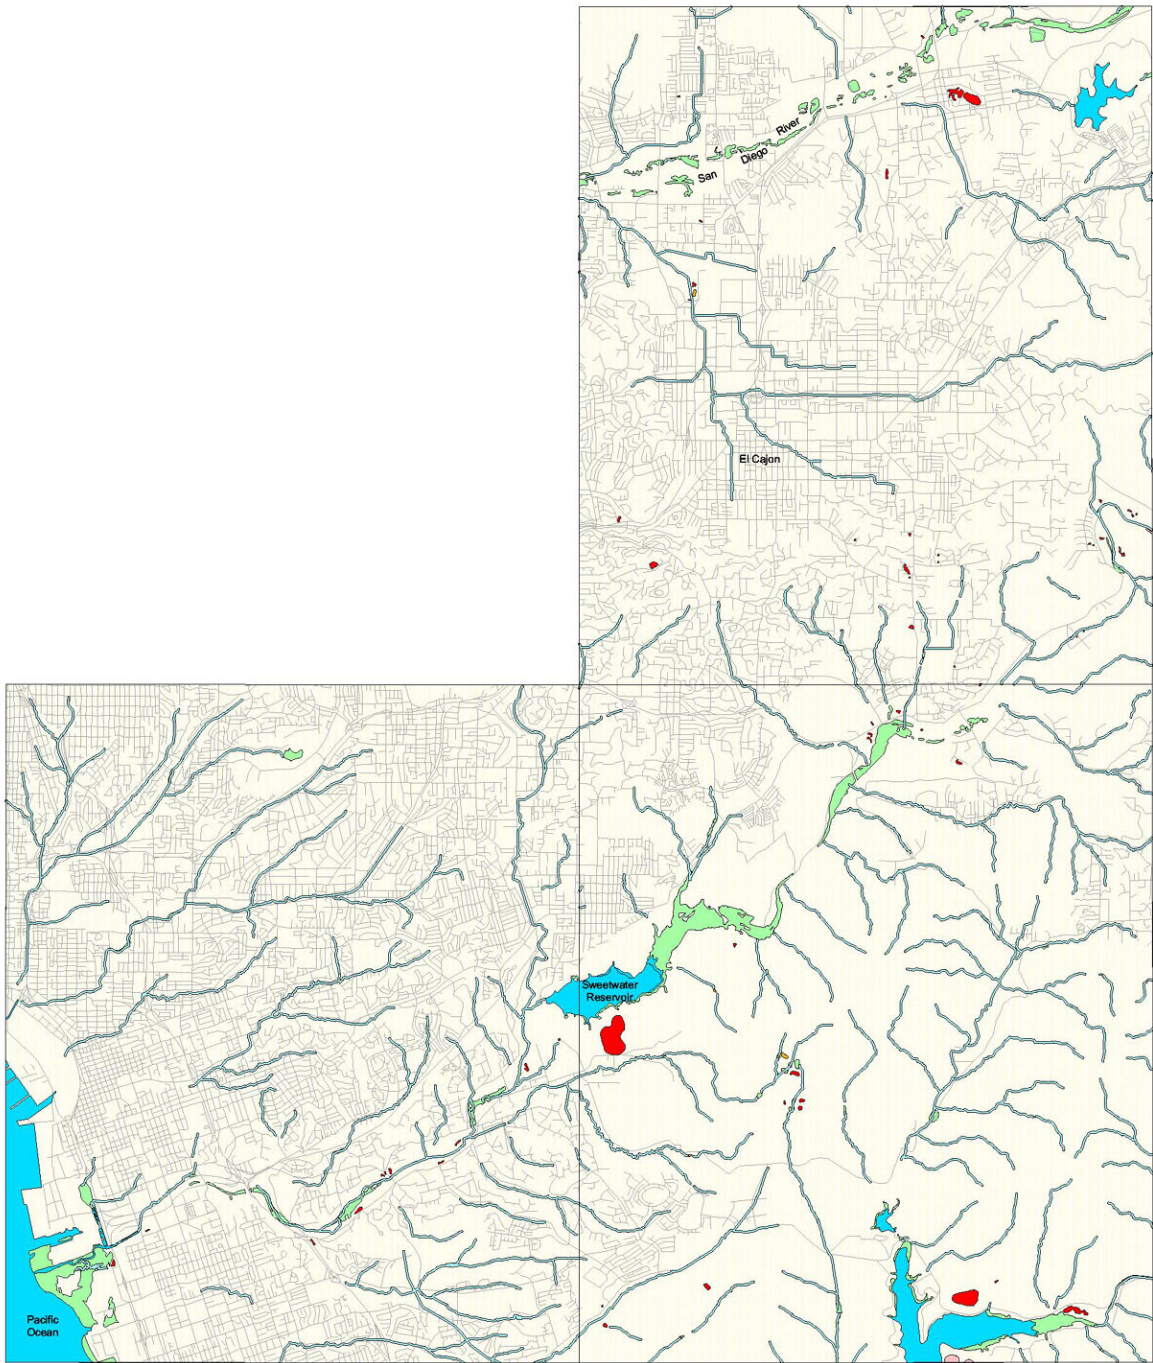 River
Diego
San
El Cajon
Sweetwater
Reservoir
Pacific
Ocean